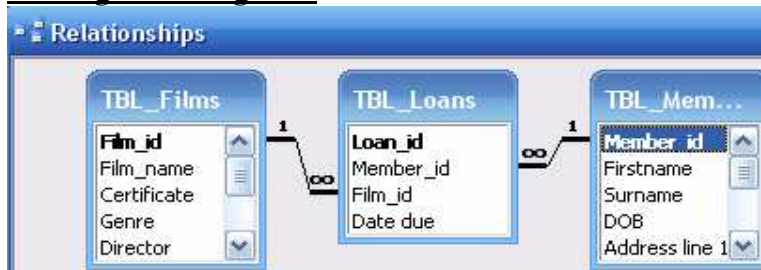 Relationships
TBL_Films
Film_id
Film_name
Certificate
Genre
Director
1
∞
TBL_Loans
Loan_id
Member_id
Film_id
Date due
∞
1
TBL_Mem...
Member id
Firstname
Surname
DOB
Address line 1